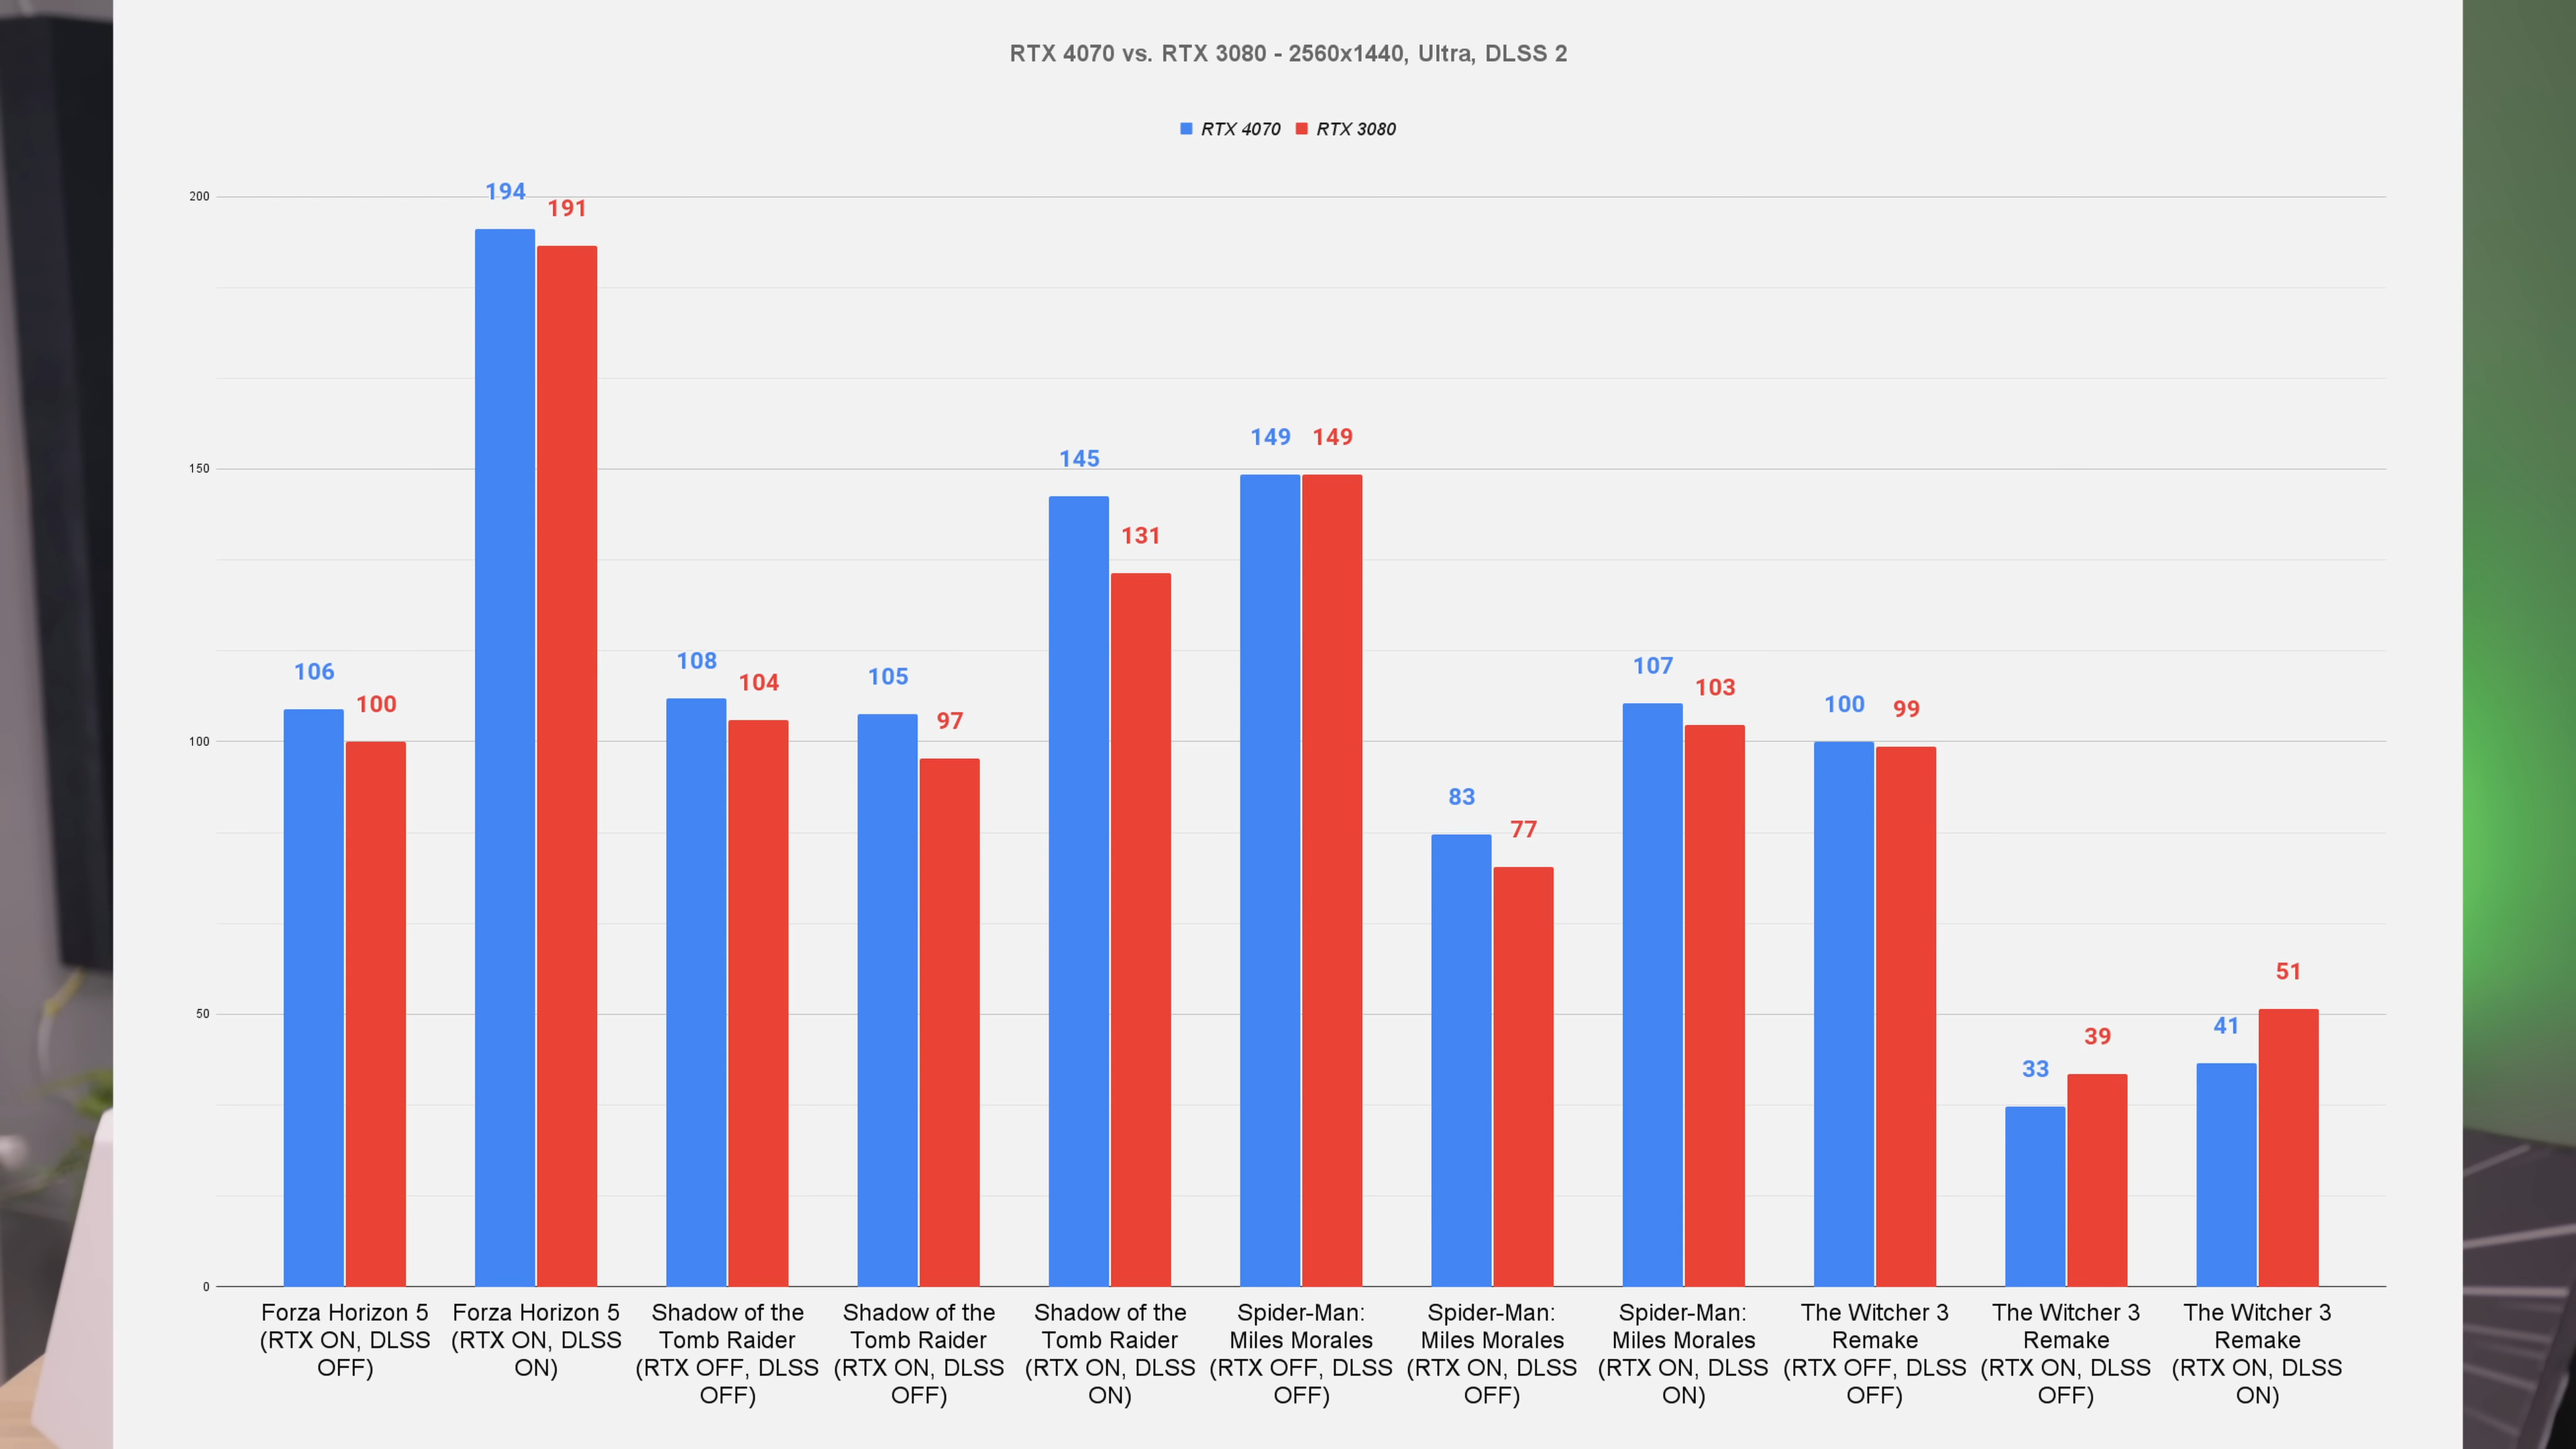 RTX 4070 vs. RTX 3080 - 2560x1440, Ultra, DLSS 2
RTX 4070 RTX 3080
200
150
100
50
0
194 191
106 100
108 104
105 97
145 131
149 149
83 77
107 103
100 99
33 39
41 51
Forza Horizon 5
(RTX ON, DLSS
OFF)
Forza Horizon 5
(RTX ON, DLSS
ON)
Shadow of the
Tomb Raider
(RTX OFF, DLSS
OFF)
Shadow of the
Tomb Raider
(RTX ON, DLSS
OFF)
Shadow of the
Tomb Raider
(RTX ON, DLSS
ON)
Spider-Man:
Miles Morales
(RTX OFF, DLSS
OFF)
Spider-Man:
Miles Morales
(RTX ON, DLSS
OFF)
Spider-Man:
Miles Morales
(RTX ON, DLSS
ON)
The Witcher 3
Remake
(RTX OFF, DLSS
OFF)
The Witcher 3
Remake
(RTX ON, DLSS
OFF)
The Witcher 3
Remake
(RTX ON, DLSS
ON)